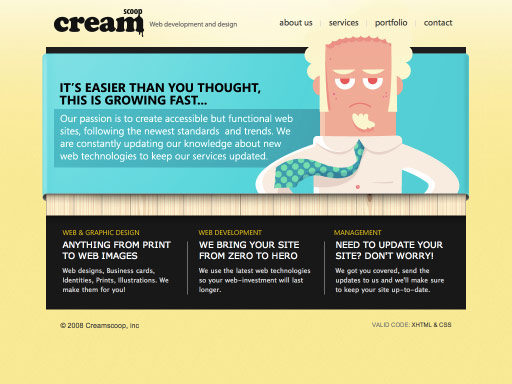 scoop
cream
Web development and design
about us | services | portfolio | contact
IT'S EASIER THAN YOU THOUGHT,
THIS IS GROWING FAST...
Our passion is to create accessible but functional web
sites, following the newest standards and trends. We
are constantly updating our knowledge about new
web technologies to keep our services updated.
WEB & GRAPHIC DESIGN
ANYTHING FROM PRINT
TO WEB IMAGES
Web designs, Business cards,
Identities, Prints, Illustrations. We
make them for you!
WEB DEVELOPMENT
WE BRING YOUR SITE
FROM ZERO TO HERO
We use the latest web technologies
so your web-investment will last
longer.
MANAGEMENT
NEED TO UPDATE YOUR
SITE? DON'T WORRY!
We got you covered, send the
updates to us and we'll make sure
to keep your site up-to-date.
© 2008 Creamscoop, inc
VALID CODE: XHTML & CSS